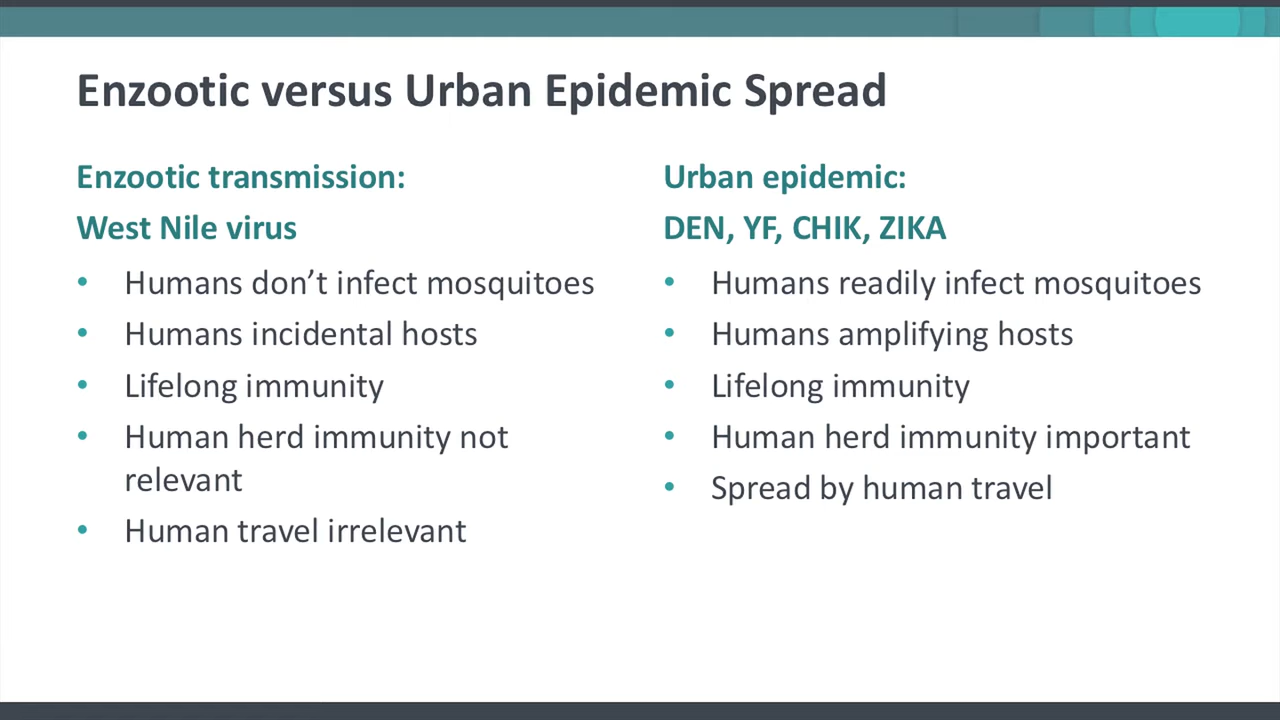 Enzootic versus Urban Epidemic Spread
Enzootic transmission:
West Nile virus
• Humans don’t infect mosquitoes
• Humans incidental hosts
• Lifelong immunity
• Human herd immunity not
relevant
• Human travel irrelevant
Urban epidemic:
DEN, YF, CHIK, ZIKA
• Humans readily infect mosquitoes
• Humans amplifying hosts
• Lifelong immunity
• Human herd immunity important
• Spread by human travel